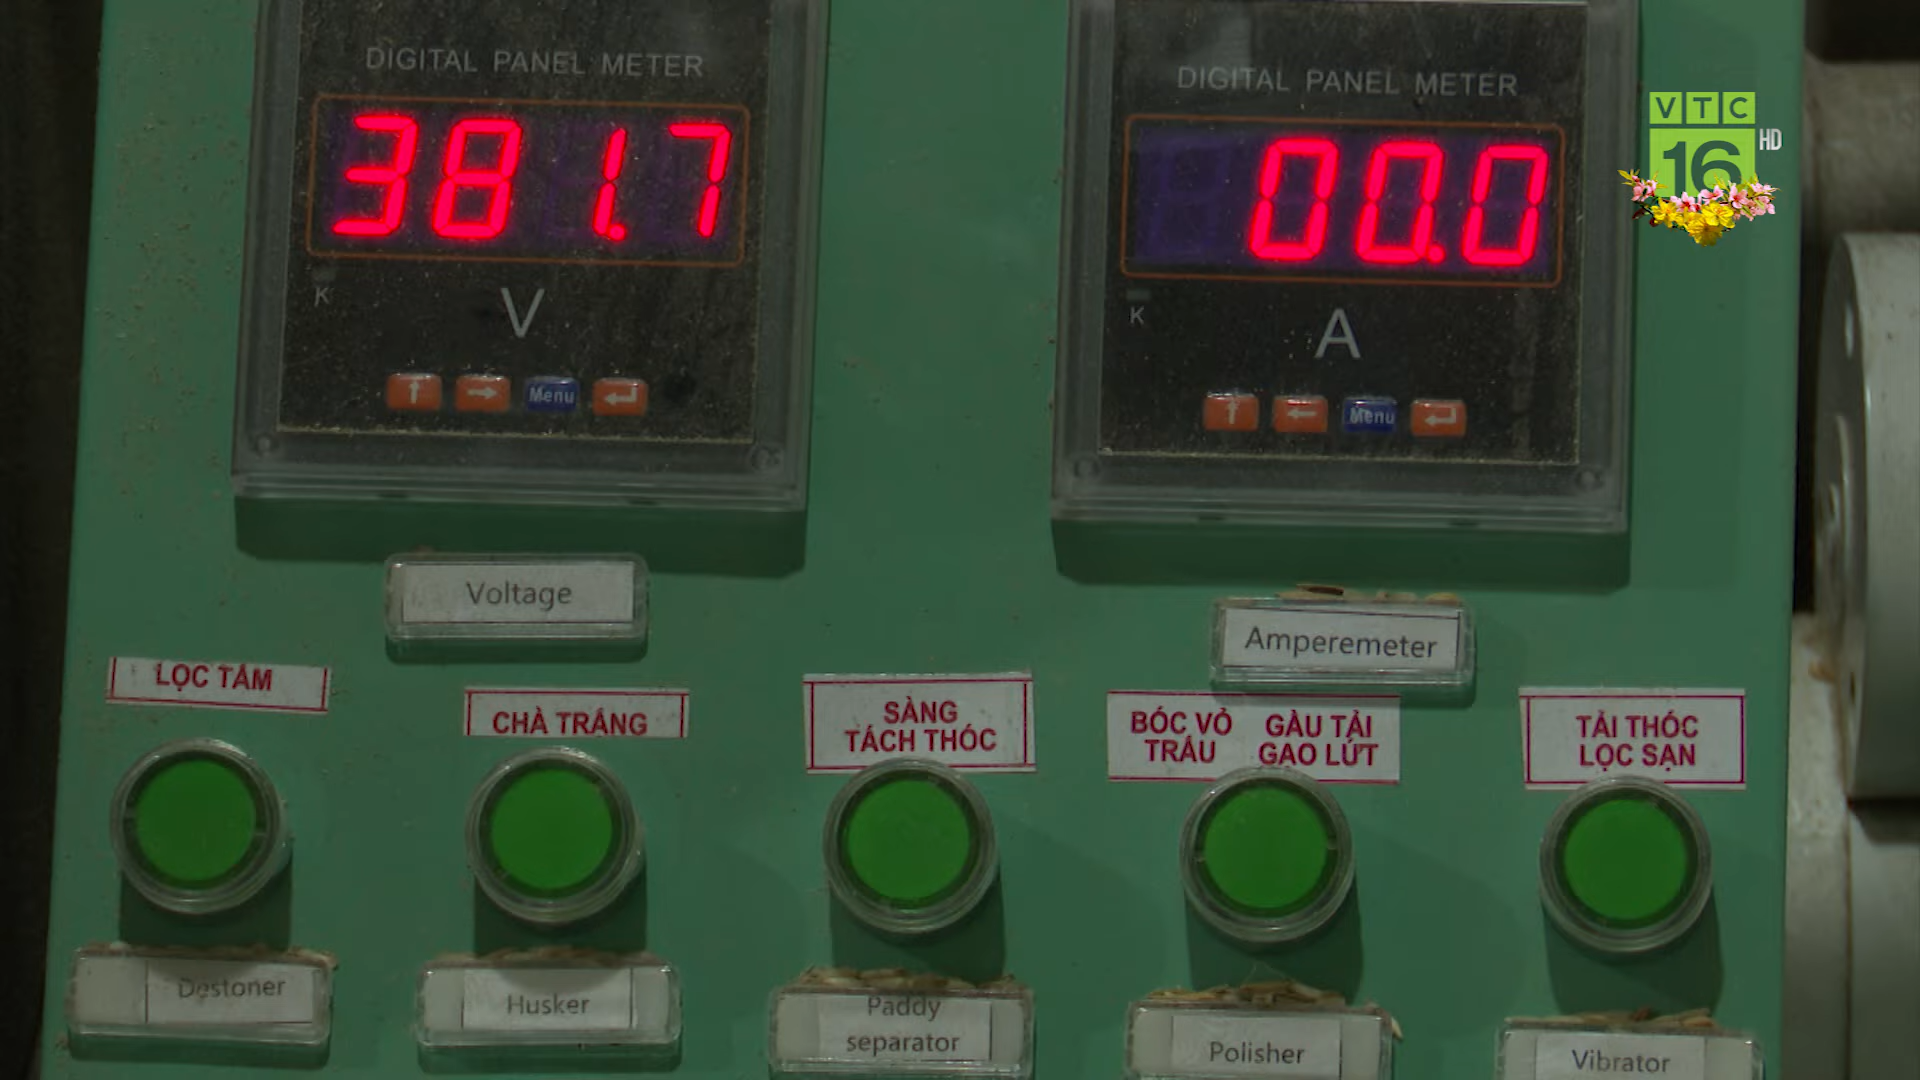 DIGITAL PANEL METER
381.7
K
V
Menu
DIGITAL PANEL METER
00.0
K
A
Menu
VTC
16
HD
Voltage
Amperemeter
LỌC TẤM
CHÀ TRẮNG
SÀNG
TÁCH THÓC
BÓC VỎ
TRẤU
GẦU TẢI
GẠO LỨT
TẢI THÓC
LỌC SẠN
Destoner
Husker
Paddy
separator
Polisher
Vibrator